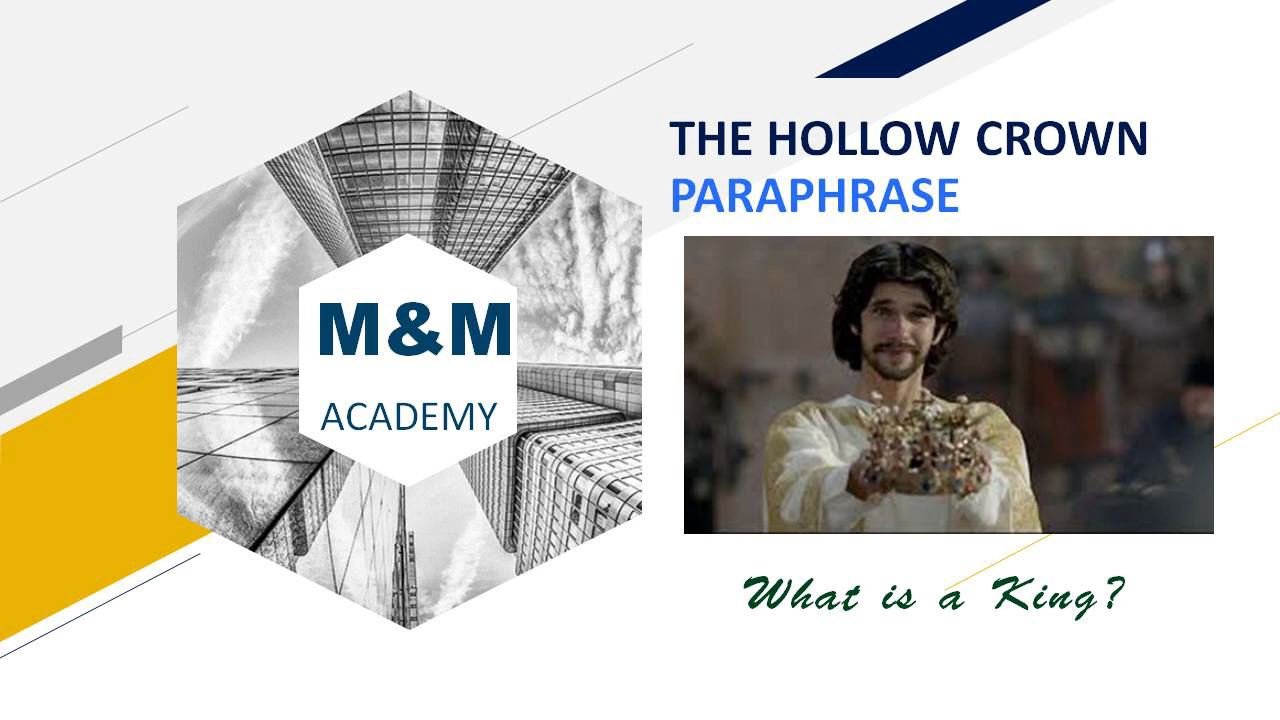 M&M
ACADEMY
THE HOLLOW CROWN
PARAPHRASE
What is a King?